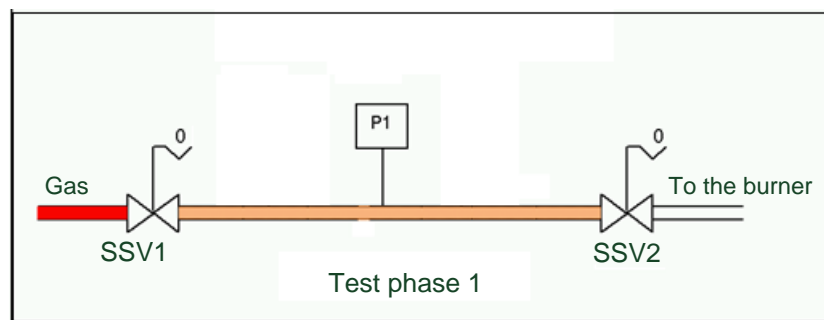 P1
0
0
Gas
To the burner
SSV1
SSV2
Test phase 1